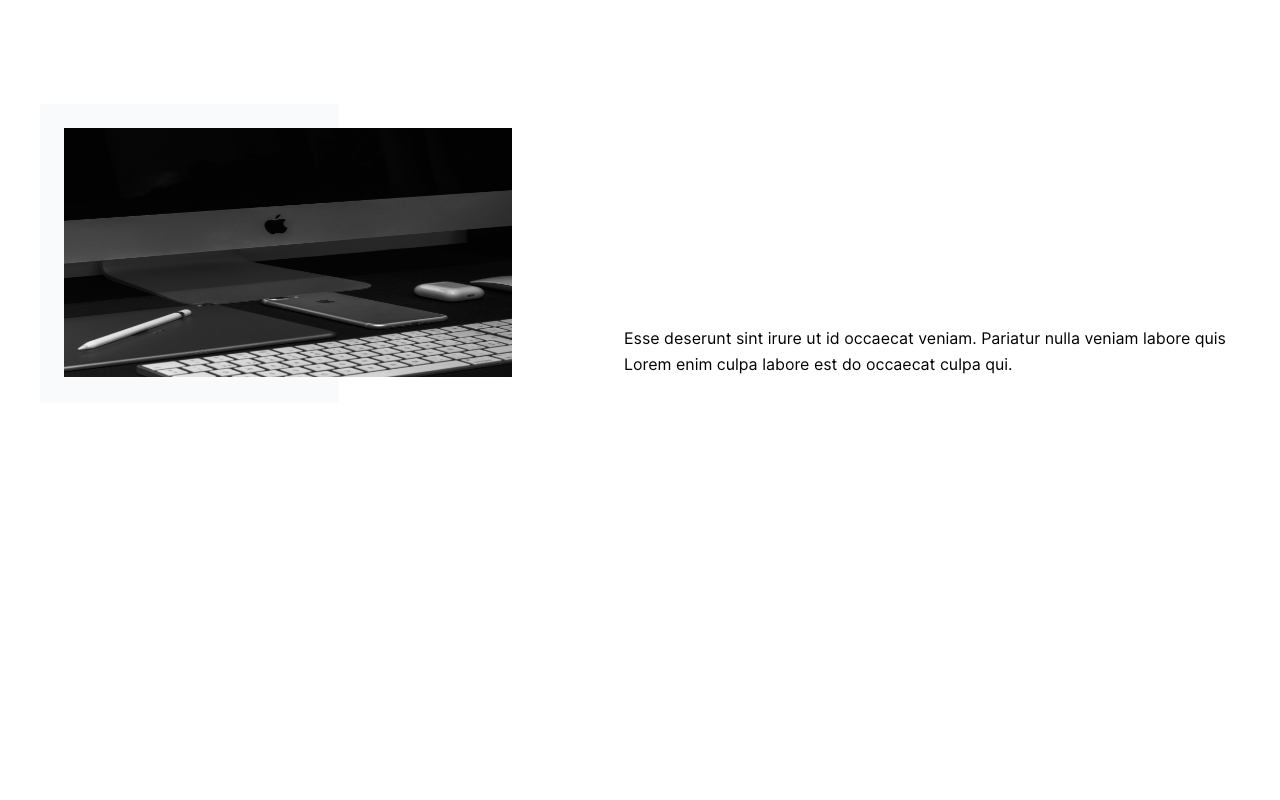 Esse deserunt sint irure ut id occaecat veniam. Pariatur nulla veniam labore quis
Lorem enim culpa labore est do occaecat culpa qui.